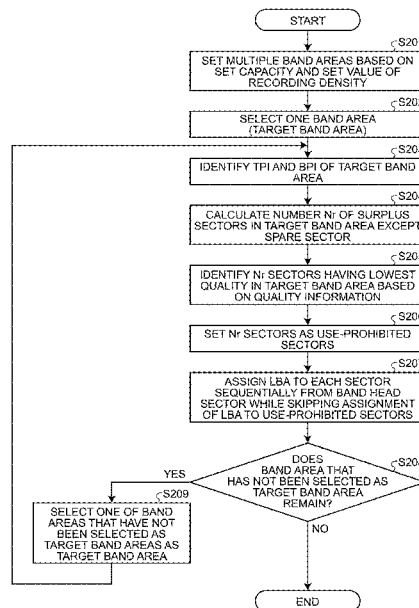 START
S20
SET MULTIPLE BAND AREAS BASED ON
SET CAPACITY AND SET VALUE OF
RECORDING DENSITY
S20
SELECT ONE BAND AREA
(TARGET BAND AREA)
S20
IDENTIFY TPI AND BPI OF TARGET BAND
AREA
S20
CALCULATE NUMBER Nr OF SURPLUS
SECTORS IN TARGET BAND AREA EXCEPT
SPARE SECTOR
S20
IDENTIFY Nr SECTORS HAVING LOWEST
QUALITY IN TARGET BAND AREA BASED
ON QUALITY INFORMATION
S20
SET Nr SECTORS AS USE-PROHIBITED
SECTORS
S20
ASSIGN LBA TO EACH SECTOR
SEQUENTIALLY FROM BAND HEAD
SECTOR WHILE SKIPPING ASSIGNMENT
OF LBA TO USE-PROHIBITED SECTORS
S20
DOES
BAND AREA THAT
HAS NOT BEEN SELECTED AS
TARGET BAND AREA
REMAIN?
YES
S209
SELECT ONE OF BAND
AREAS THAT HAVE NOT
BEEN SELECTED AS
TARGET BAND AREAS AS
TARGET BAND AREA
NO
END